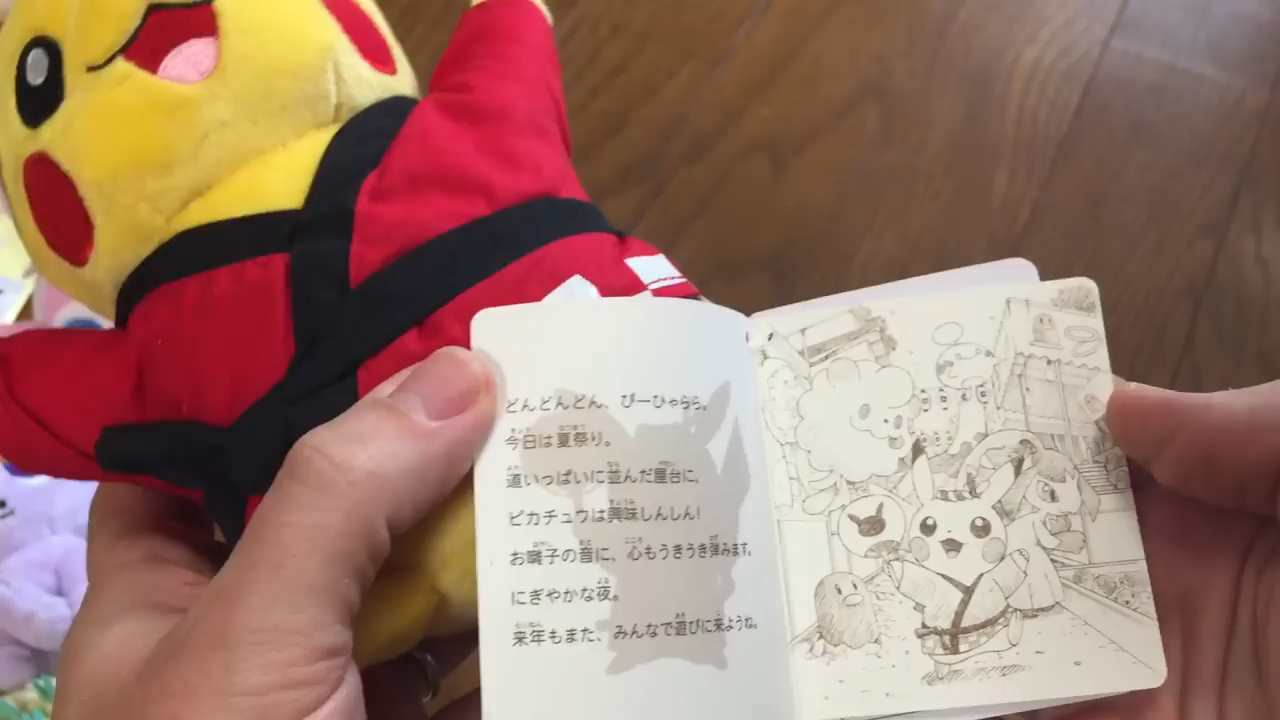 どんどんどん、ぴーひゃらら。
今日は夏祭り。
道いっぱいに並んだ屋台に、
ピカチュウは興味しんしん!
お囃子の音に、心もうきうき弾みます。
にぎやかな夜。
来年もまた、みんなで遊びに来ようね。